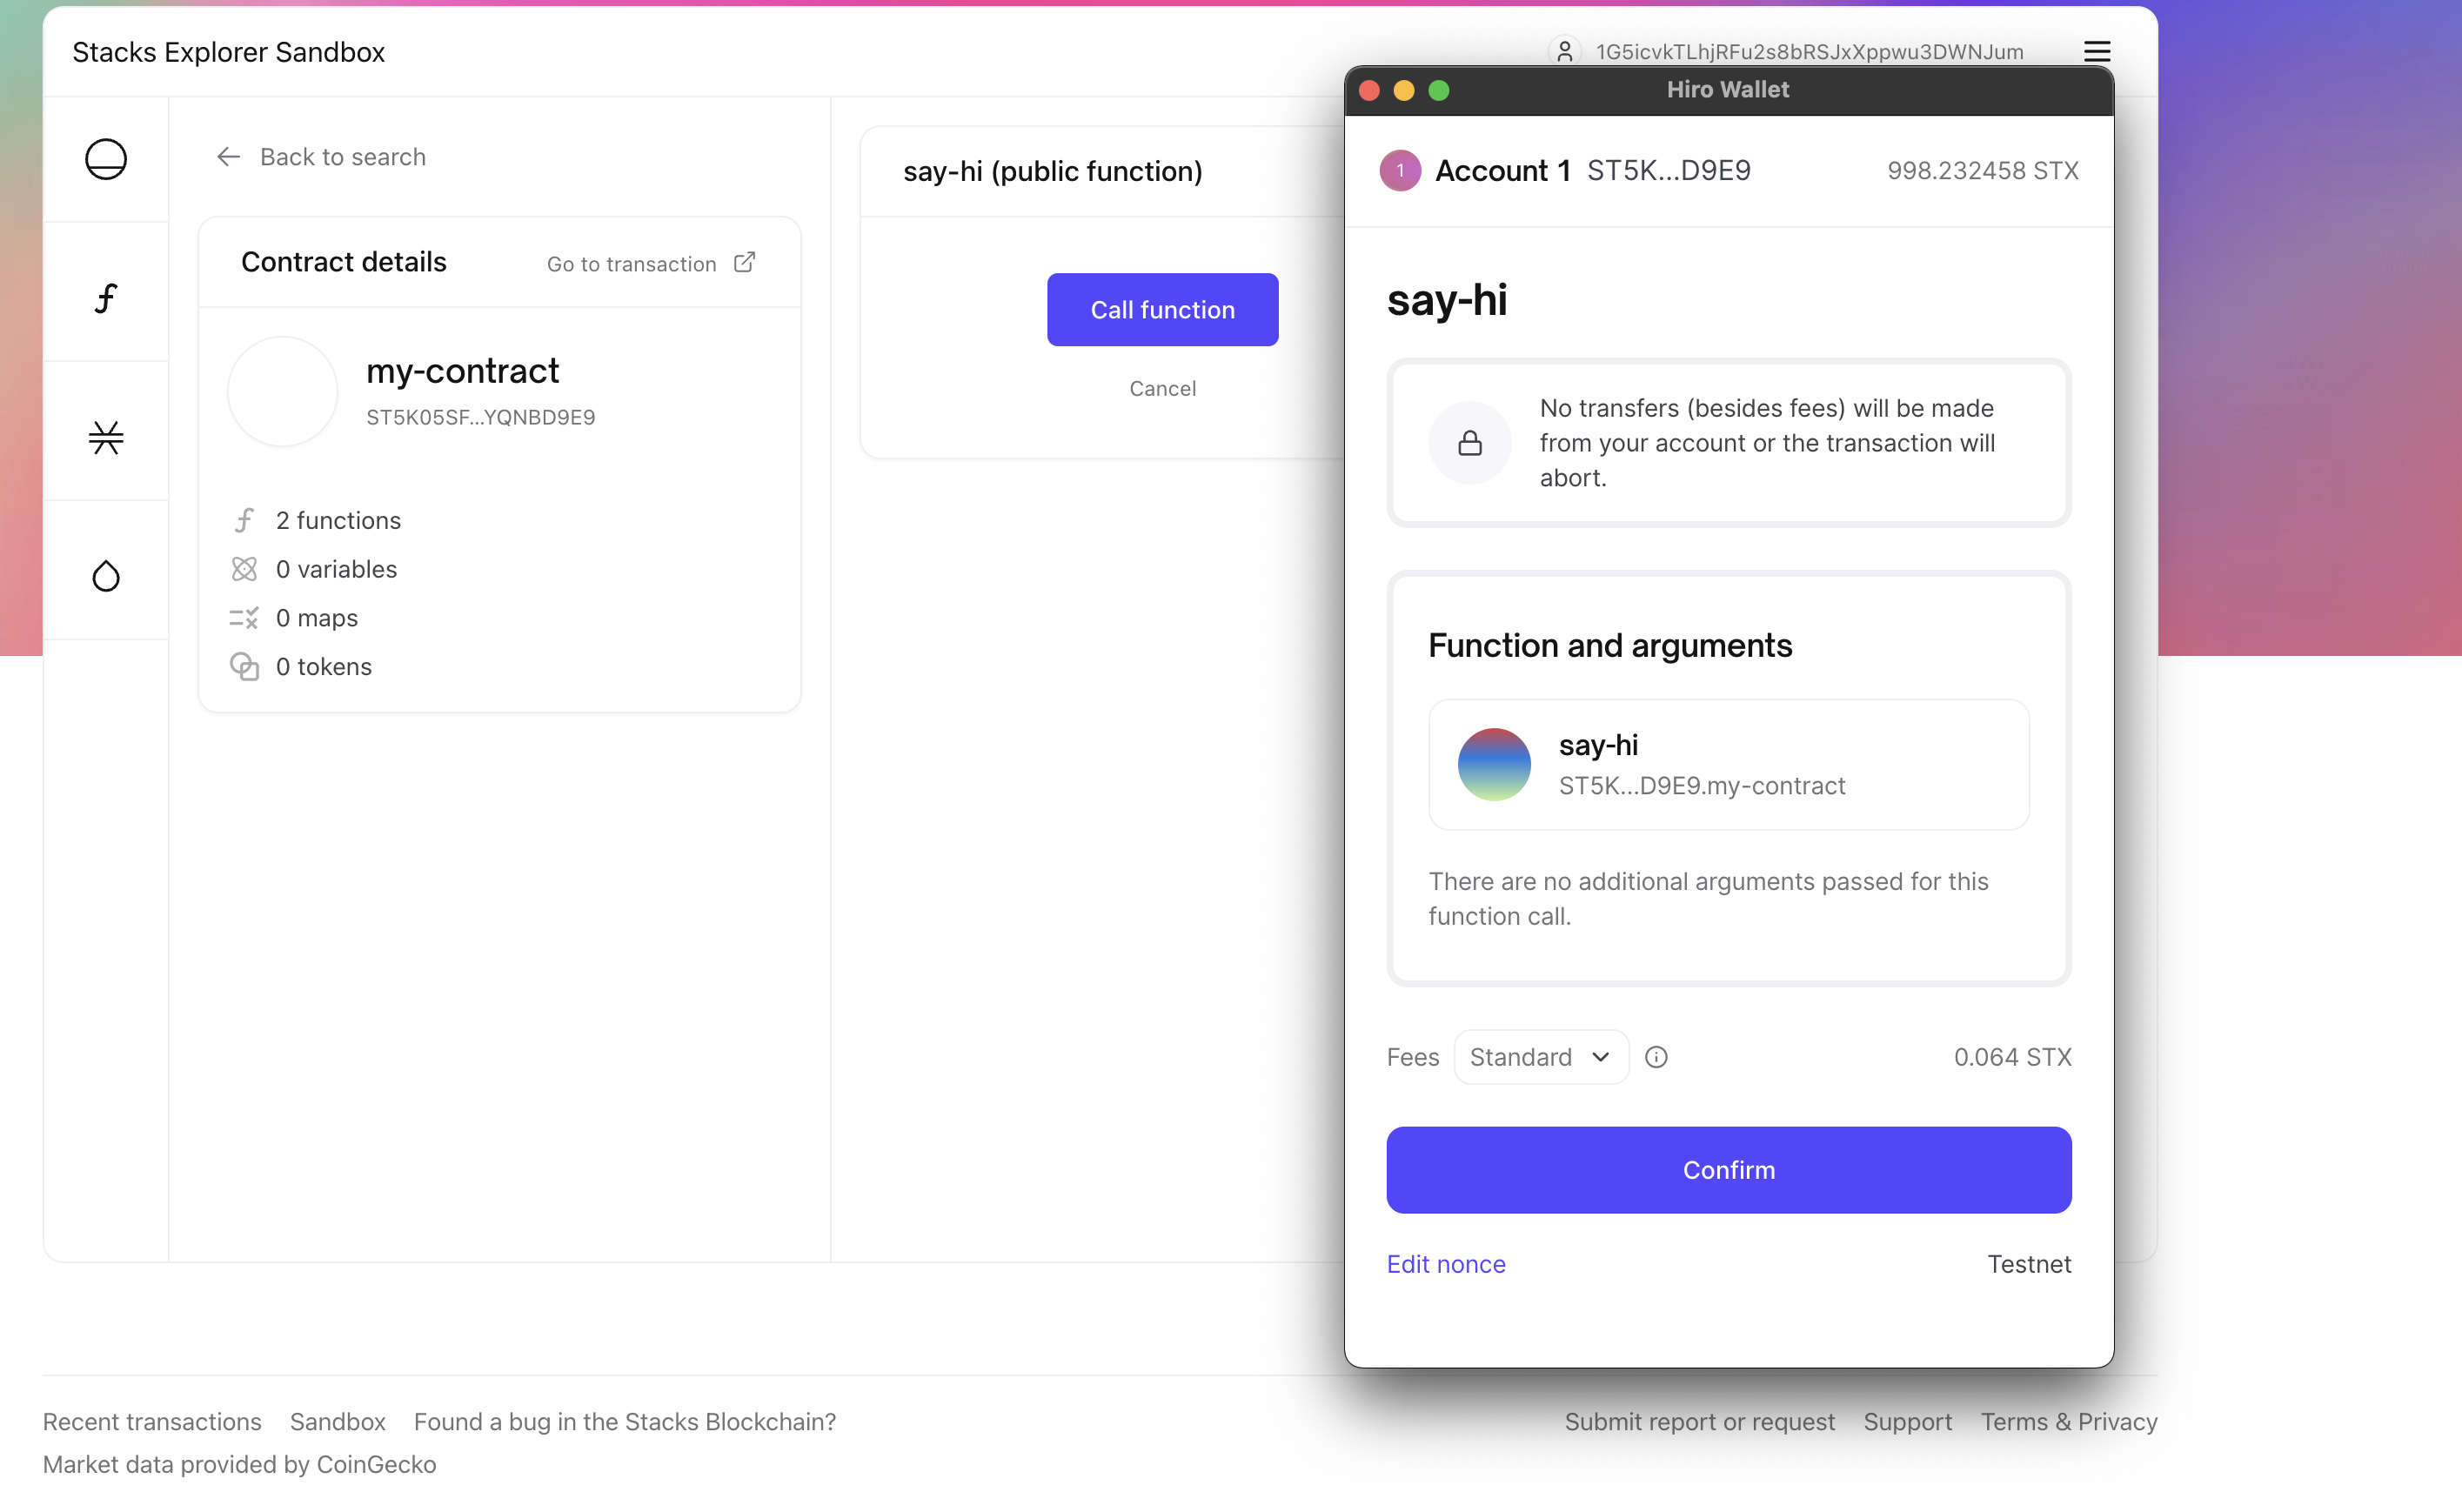 Stacks Explorer Sandbox
1G5icvkTLhjRFu2s8bRSJxXppwu3DWNJum
Back to search
Contract details
Go to transaction
my-contract
ST5K05SF...YQNBD9E9
2 functions
0 variables
0 maps
0 tokens
say-hi (public function)
Call function
Cancel
Hiro Wallet
1
Account 1 ST5K...D9E9
998.232458 STX
say-hi
No transfers (besides fees) will be made
from your account or the transaction will
abort.
Function and arguments
say-hi
ST5K...D9E9.my-contract
There are no additional arguments passed for this
function call.
Fees
Standard
0.064 STX
Confirm
Edit nonce
Testnet
Recent transactions
Sandbox
Found a bug in the Stacks Blockchain?
Submit report or request
Support
Terms & Privacy
Market data provided by CoinGecko